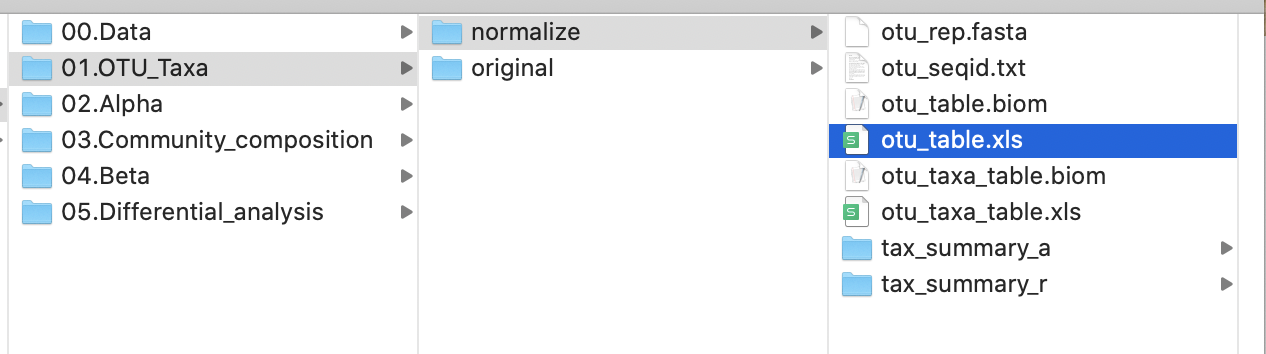 00.Data
01.OTU_Taxa
02.Alpha
03.Community_composition
04.Beta
05.Differential_analysis
normalize
original
otu_rep.fasta
otu_seqid.txt
otu_table.biom
otu_table.xls
otu_taxa_table.biom
otu_taxa_table.xls
tax_summary_a
tax_summary_r